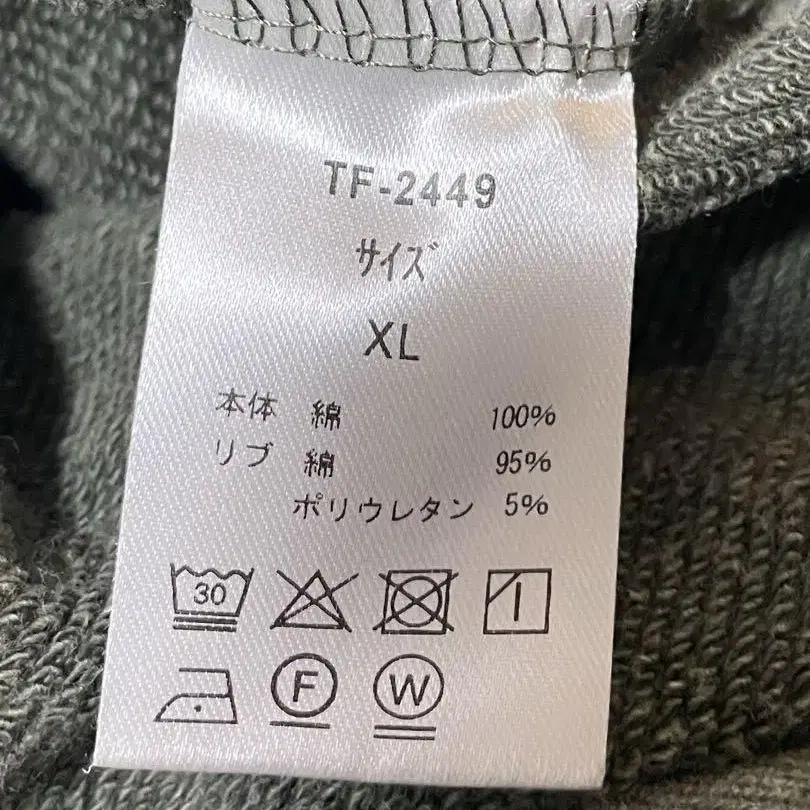 TF-2449
サイズ
XL
本体 綿 100%
リブ 綿 95%
ポリウレタン 5%
30
F W